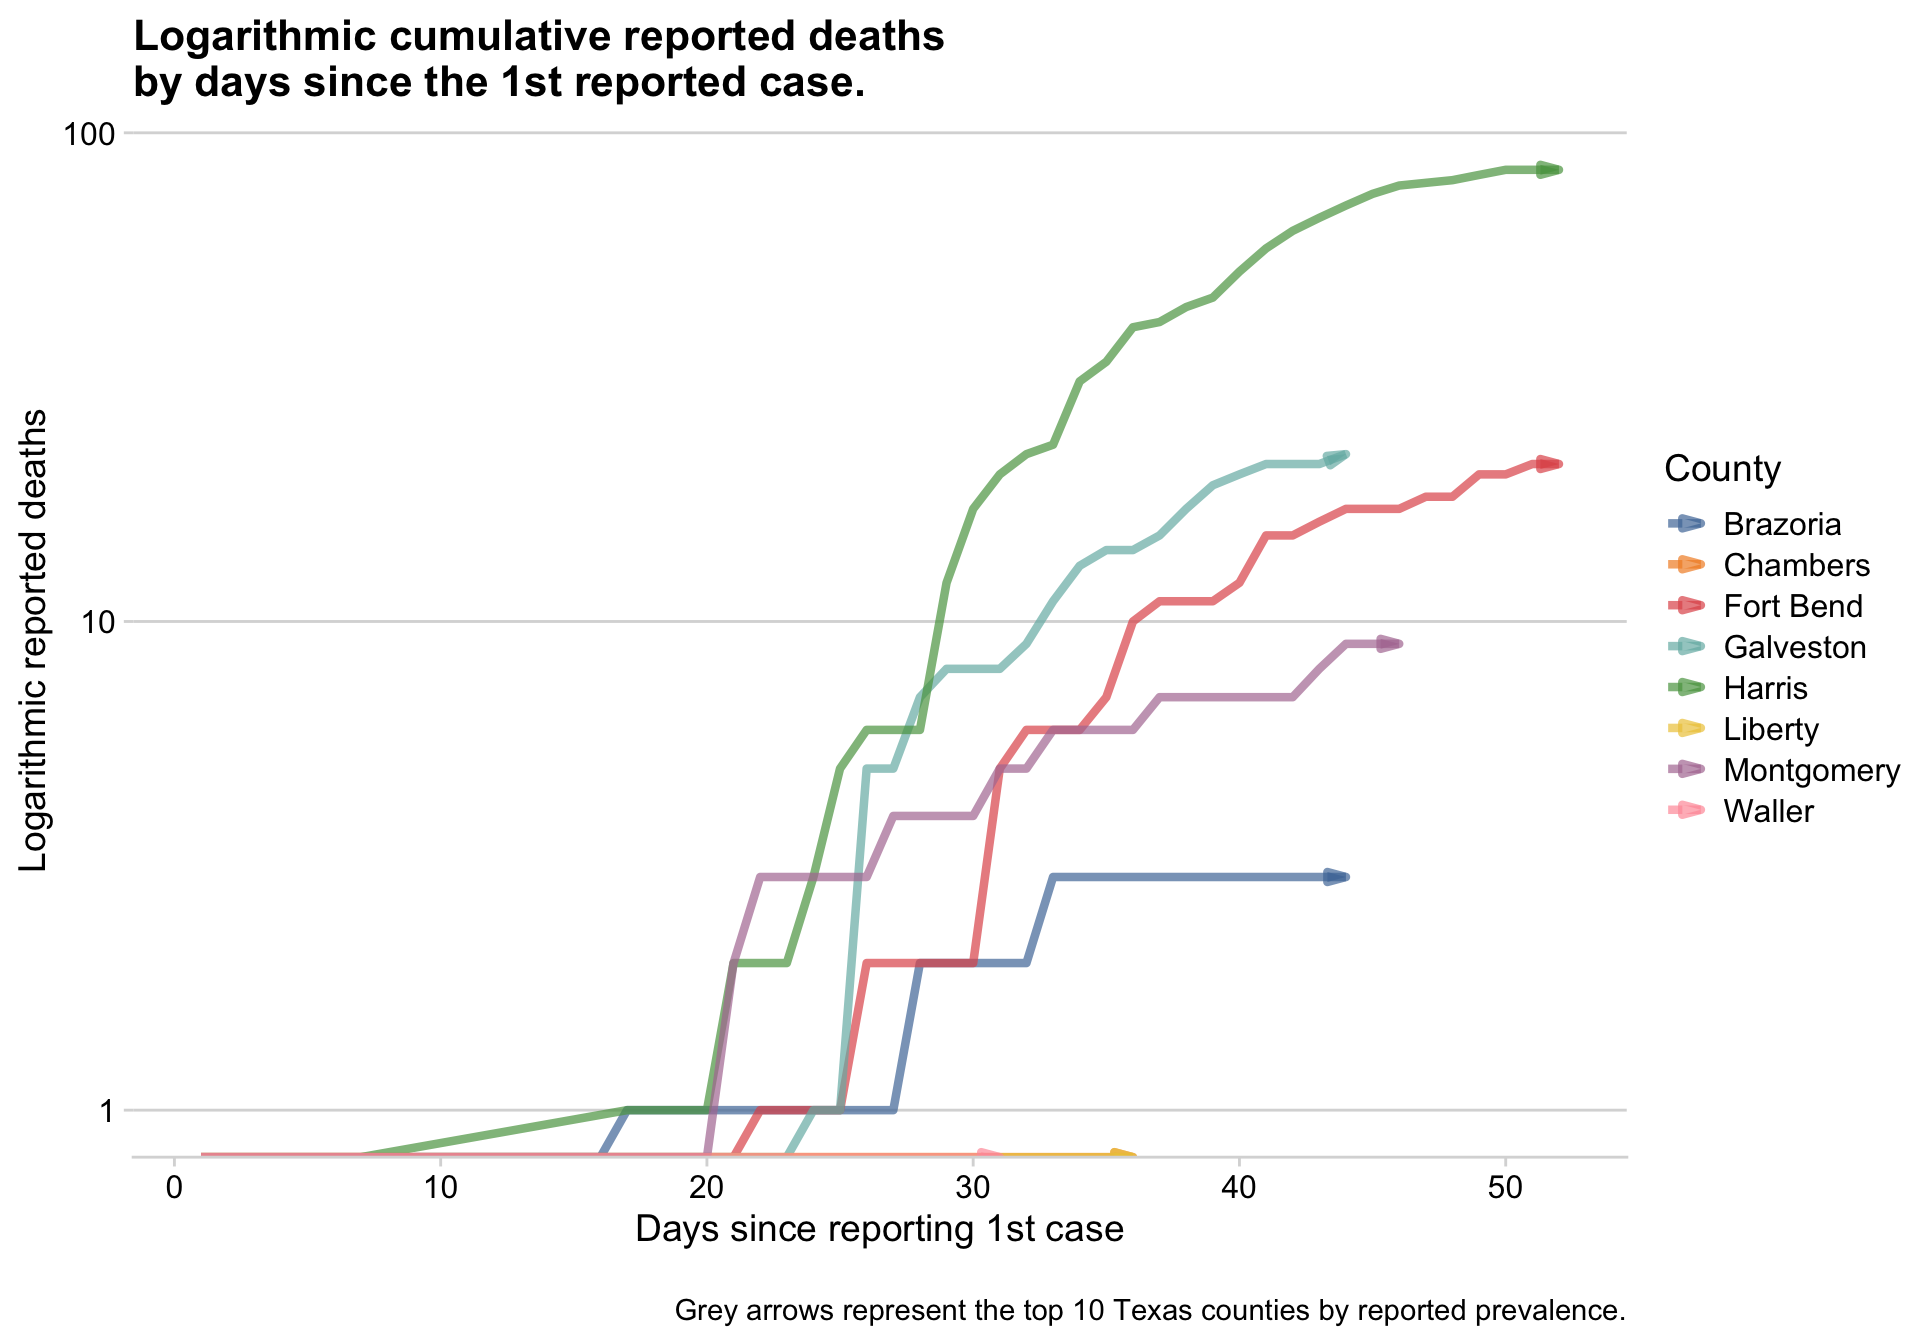 Logarithmic cumulative reported deaths
by days since the 1st reported case.
Logarithmic reported deaths
100
10
1
0 10 20 30 40 50
Days since reporting 1st case
County
Brazoria
Chambers
Fort Bend
Galveston
Harris
Liberty
Montgomery
Waller
Grey arrows represent the top 10 Texas counties by reported prevalence.